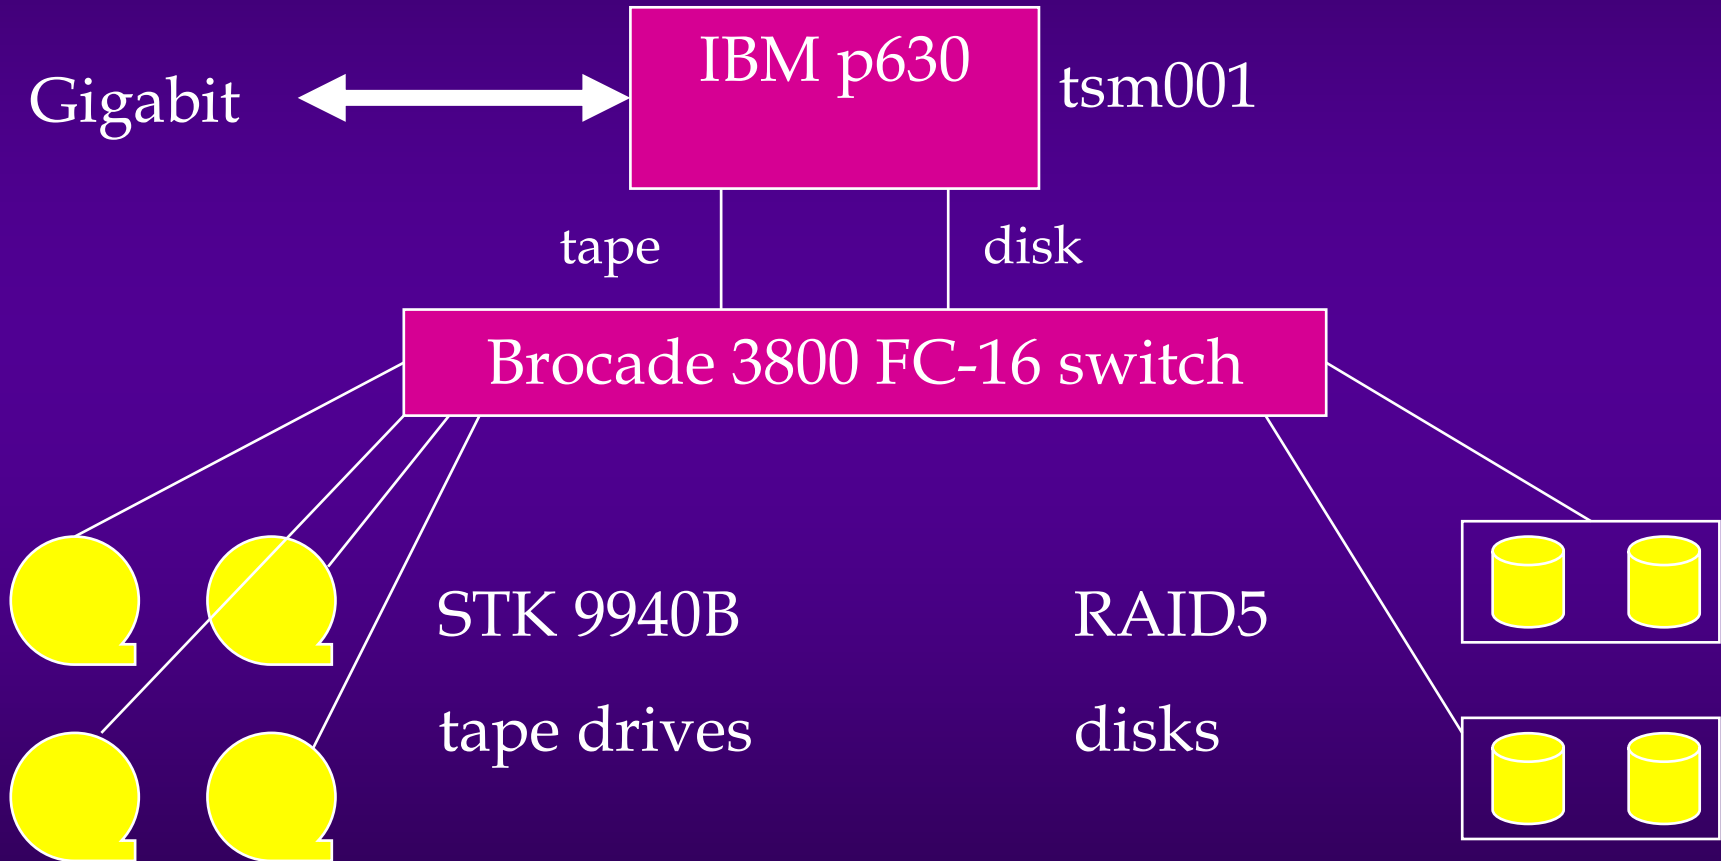 IBM p630
Gigabit
tsm001
tape
disk
Brocade 3800 FC-16 switch
STK 9940B
tape drives
RAID5
disks